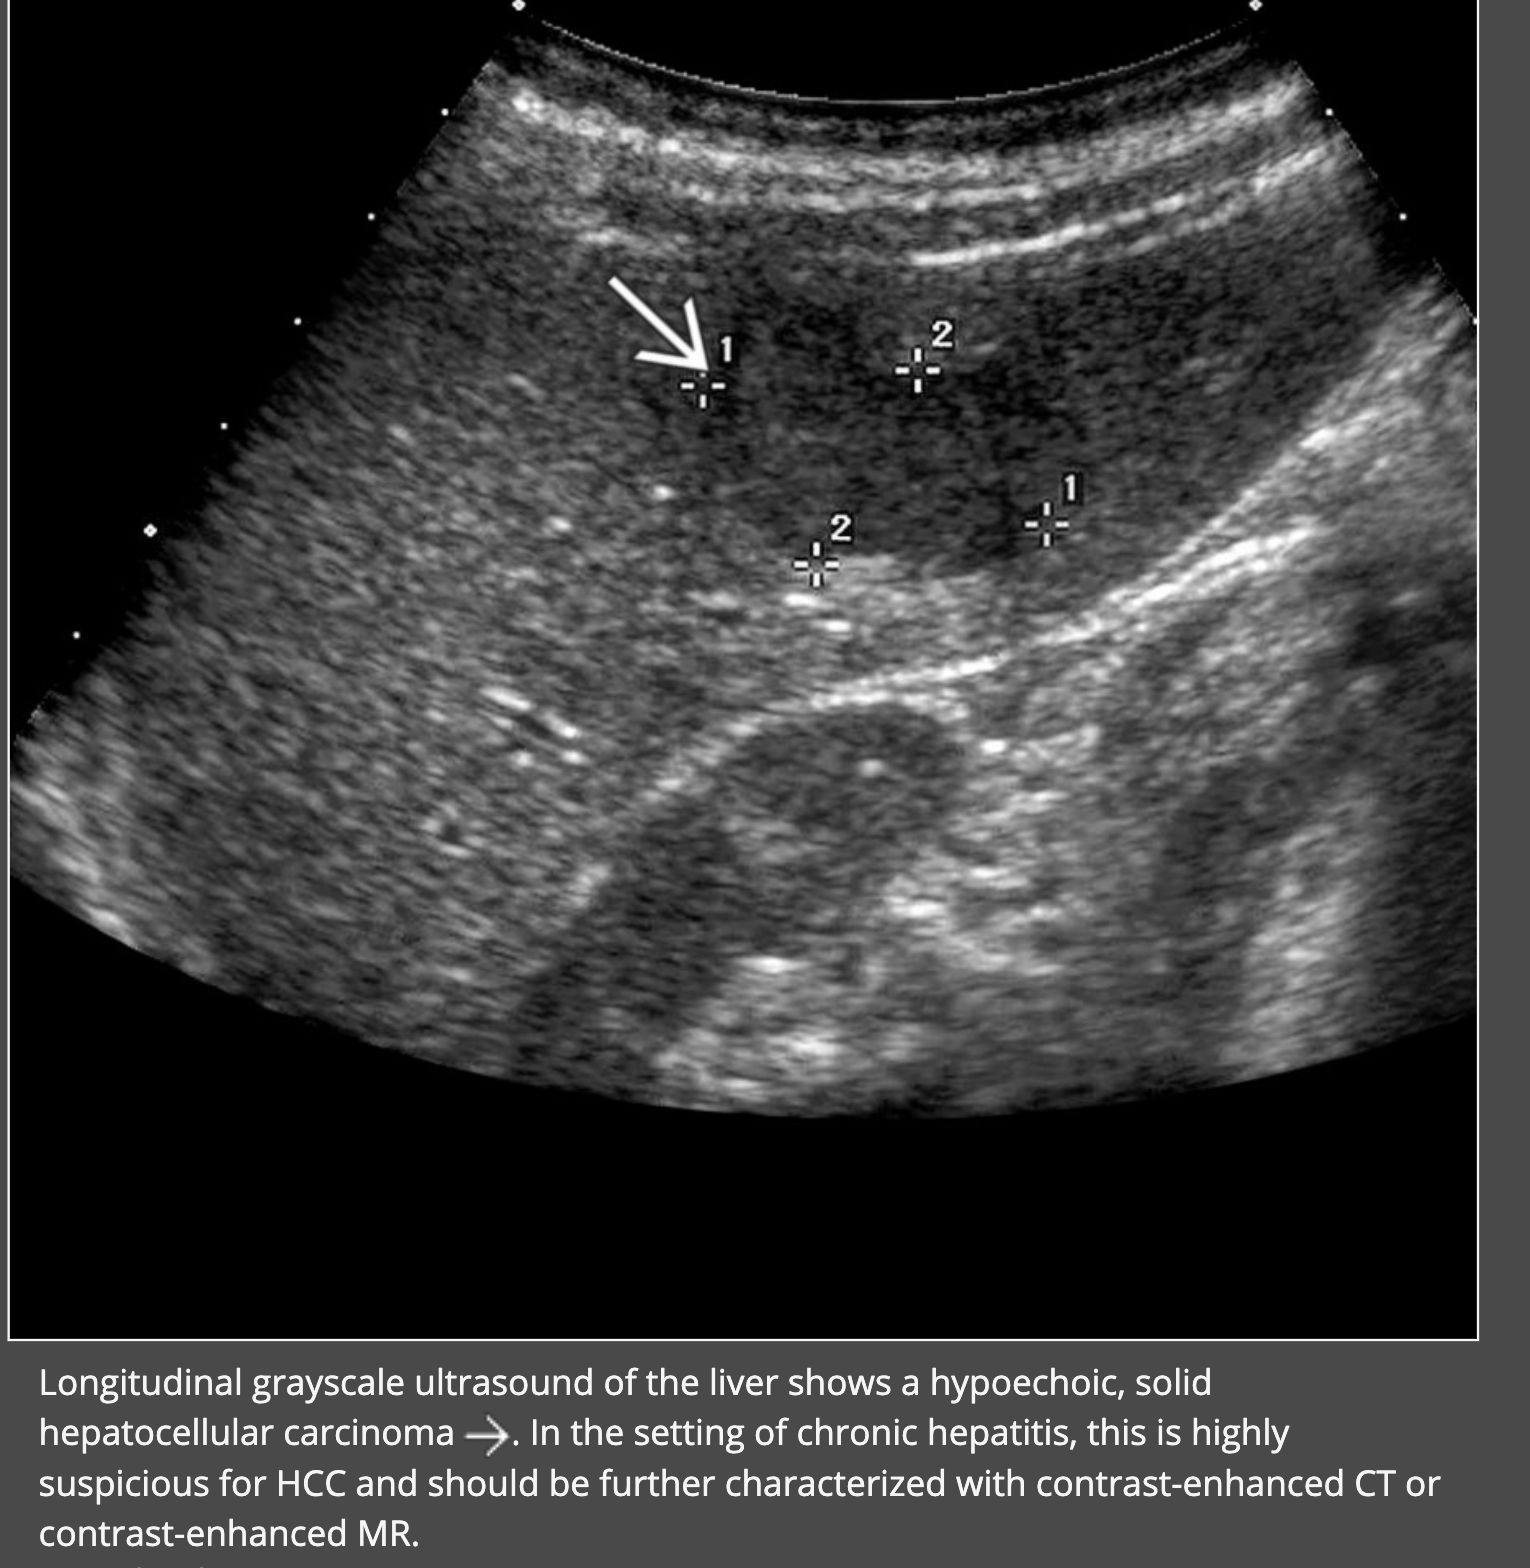 1
2
1
2
Longitudinal grayscale ultrasound of the liver shows a hypoechoic, solid
hepatocellular carcinoma →. In the setting of chronic hepatitis, this is highly
suspicious for HCC and should be further characterized with contrast-enhanced CT or
contrast-enhanced MR.